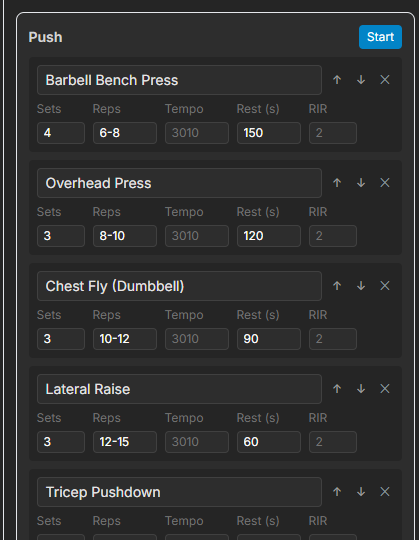 Push Start
Barbell Bench Press ↑ ↓ ×
Sets Reps Tempo Rest (s) RIR
4 6-8 3010 150 2
Overhead Press ↑ ↓ ×
Sets Reps Tempo Rest (s) RIR
3 8-10 3010 120 2
Chest Fly (Dumbbell) ↑ ↓ ×
Sets Reps Tempo Rest (s) RIR
3 10-12 3010 90 2
Lateral Raise ↑ ↓ ×
Sets Reps Tempo Rest (s) RIR
3 12-15 3010 60 2
Tricep Pushdown ↑ ↓ ×
Sets Reps Tempo Rest (s) RIR